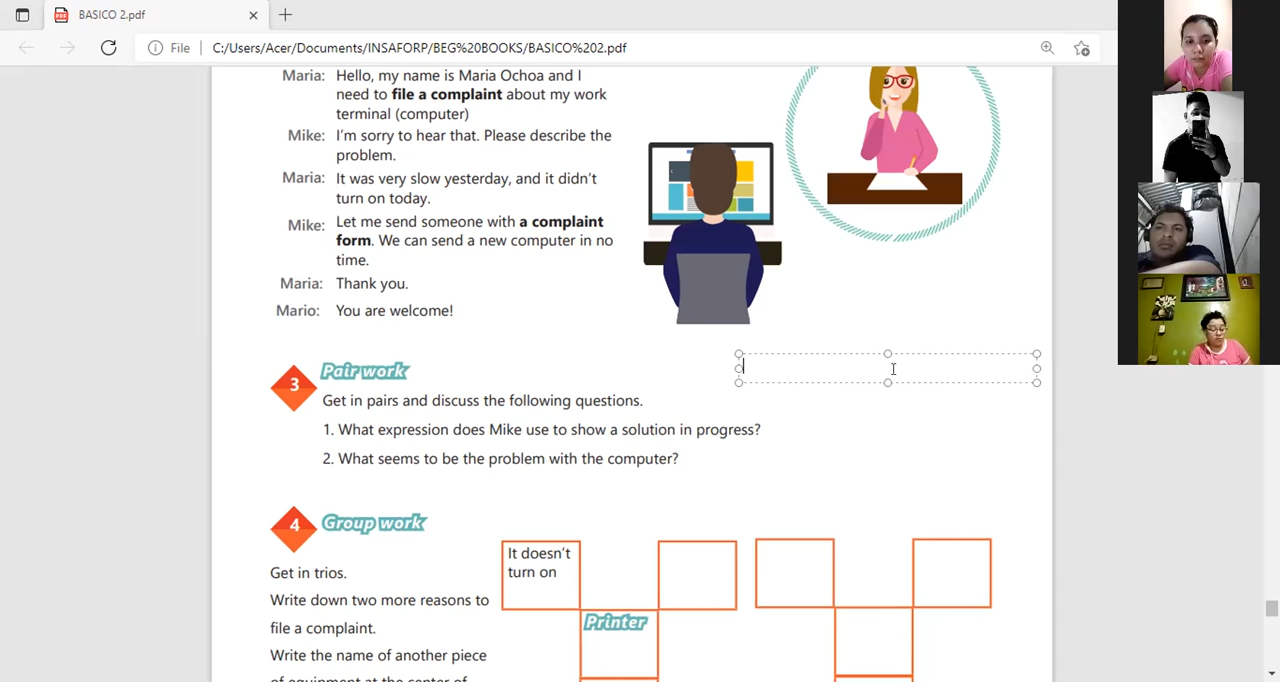 BASICO 2.pdf
File
C:/Users/Acer/Documents/INSAFORP/BEG%20BOOKS/BASICO%202.pdf
Maria: Hello, my name is Maria Ochoa and I
need to file a complaint about my work
terminal (computer)
Mike: I'm sorry to hear that. Please describe the
problem.
Maria: It was very slow yesterday, and it didn't
turn on today.
Mike: Let me send someone with a complaint
form. We can send a new computer in no
time.
Maria: Thank you.
Mario: You are welcome!
3 Pair work
Get in pairs and discuss the following questions.
1. What expression does Mike use to show a solution in progress?
2. What seems to be the problem with the computer?
4 Group work
Get in trios.
Write down two more reasons to
file a complaint.
Write the name of another piece
of equipment at the center of
It doesn't
turn on
Printer